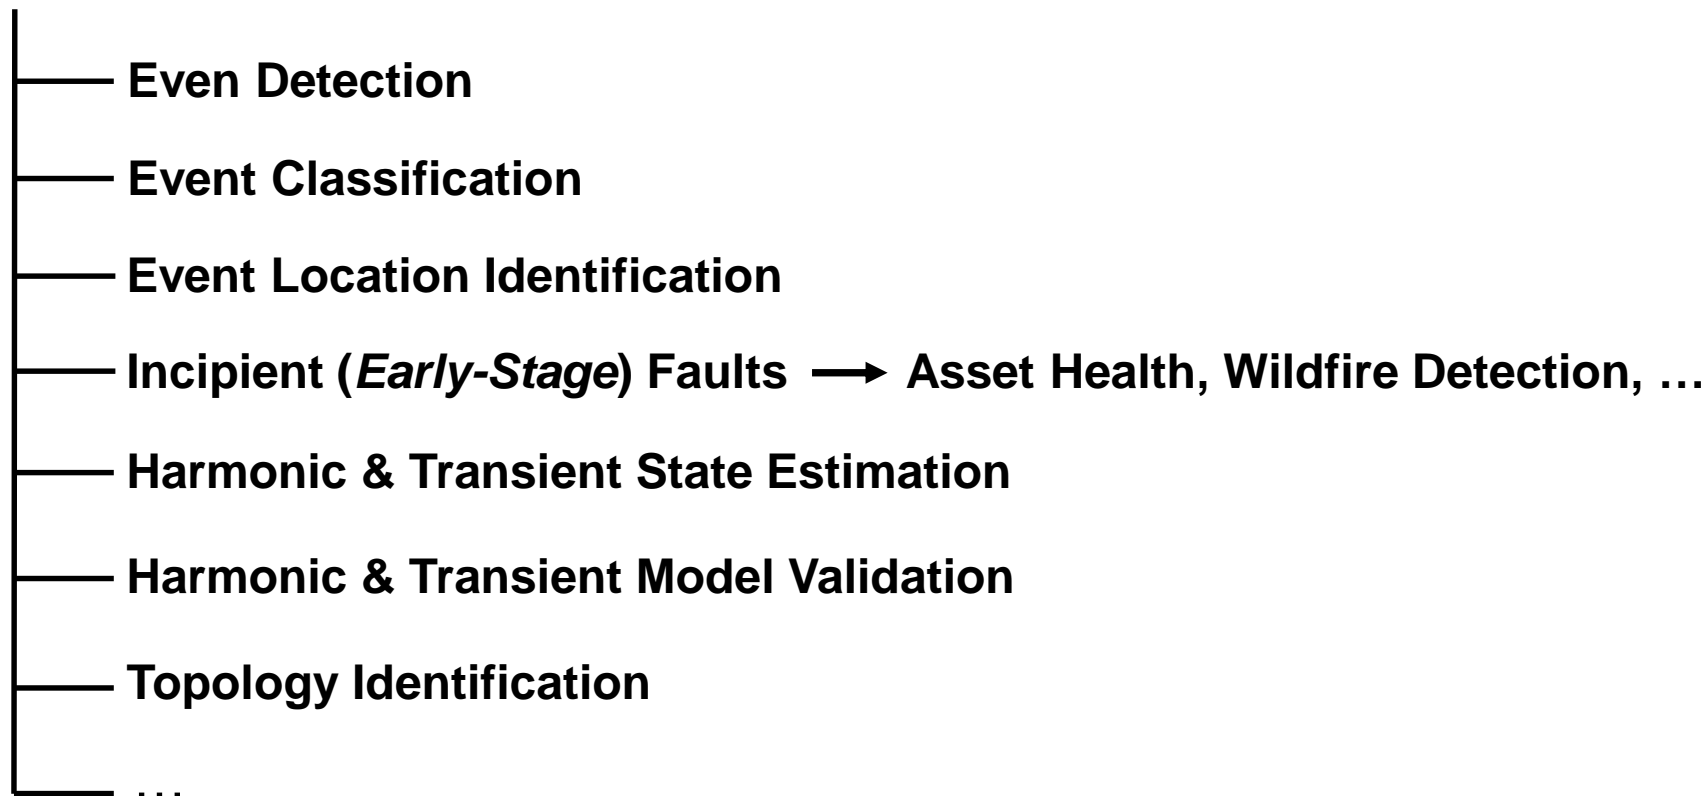 Even Detection
Event Classification
Event Location Identification
Incipient (Early-Stage) Faults → Asset Health, Wildfire Detection, …
Harmonic & Transient State Estimation
Harmonic & Transient Model Validation
Topology Identification
…